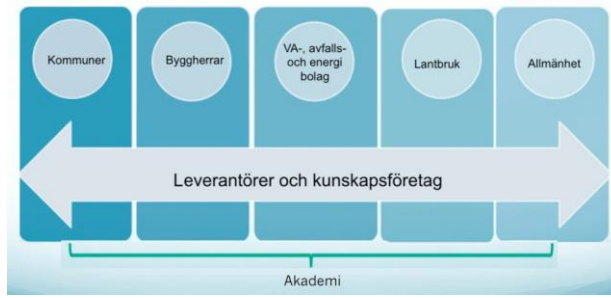 Kommuner
Byggherrar
VA-, avfalls-
och energi
bolag
Lantbruk
Allmänhet
Leverantörer och kunskapsföretag
Akademi